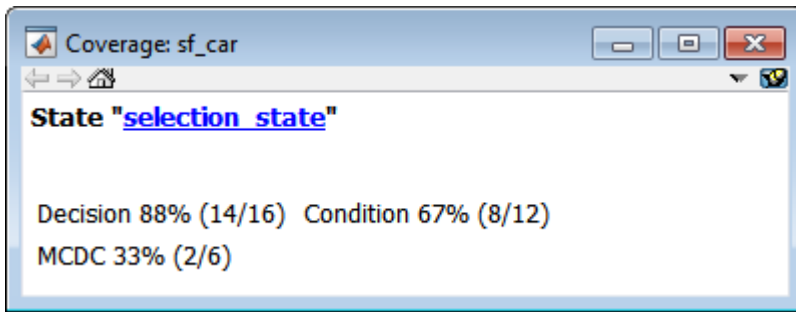 Coverage: sf_car
State "selection_state"
Decision 88% (14/16) Condition 67% (8/12)
MCDC 33% (2/6)